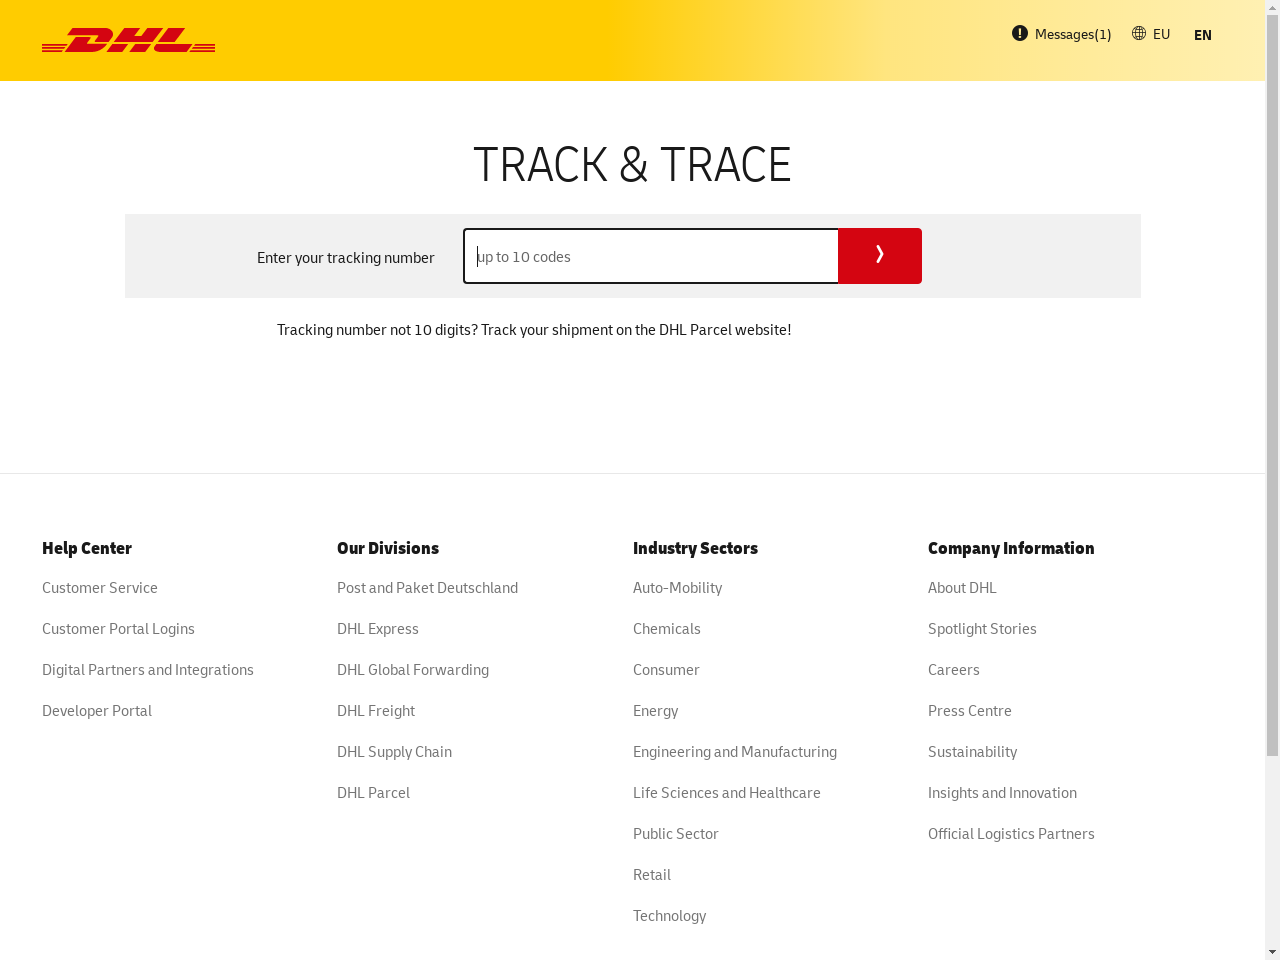 DHL
Messages(1)
EU
EN
TRACK & TRACE
Enter your tracking number
up to 10 codes
Tracking number not 10 digits? Track your shipment on the DHL Parcel website!
Help Center
Customer Service
Customer Portal Logins
Digital Partners and Integrations
Developer Portal
Our Divisions
Post and Paket Deutschland
DHL Express
DHL Global Forwarding
DHL Freight
DHL Supply Chain
DHL Parcel
Industry Sectors
Auto-Mobility
Chemicals
Consumer
Energy
Engineering and Manufacturing
Life Sciences and Healthcare
Public Sector
Retail
Technology
Company Information
About DHL
Spotlight Stories
Careers
Press Centre
Sustainability
Insights and Innovation
Official Logistics Partners